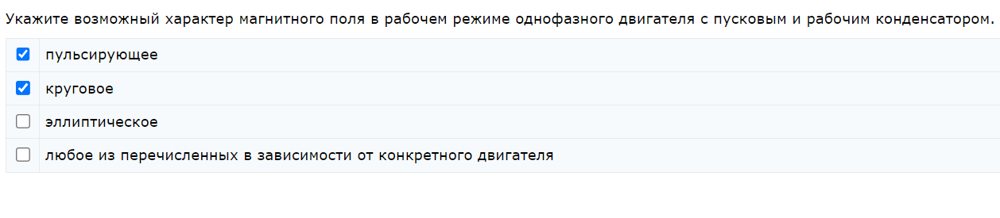 Укажите возможный характер магнитного поля в рабочем режиме однофазного двигателя с пусковым и рабочим конденсатором.
пульсирующее
круговое
эллиптическое
любое из перечисленных в зависимости от конкретного двигателя